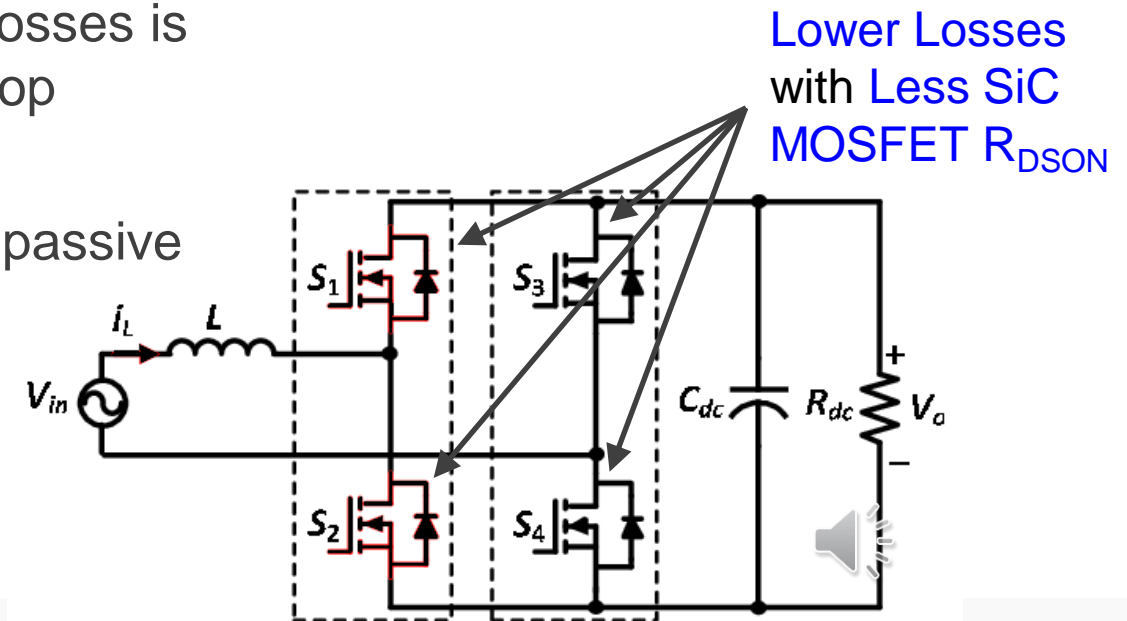 osses is
op
passive
Lower Losses
with Less SiC
MOSFET R_DSON
S1
S3
iL
L
Vin
+
Cdc
Rdc
Vo
−
S2
S4